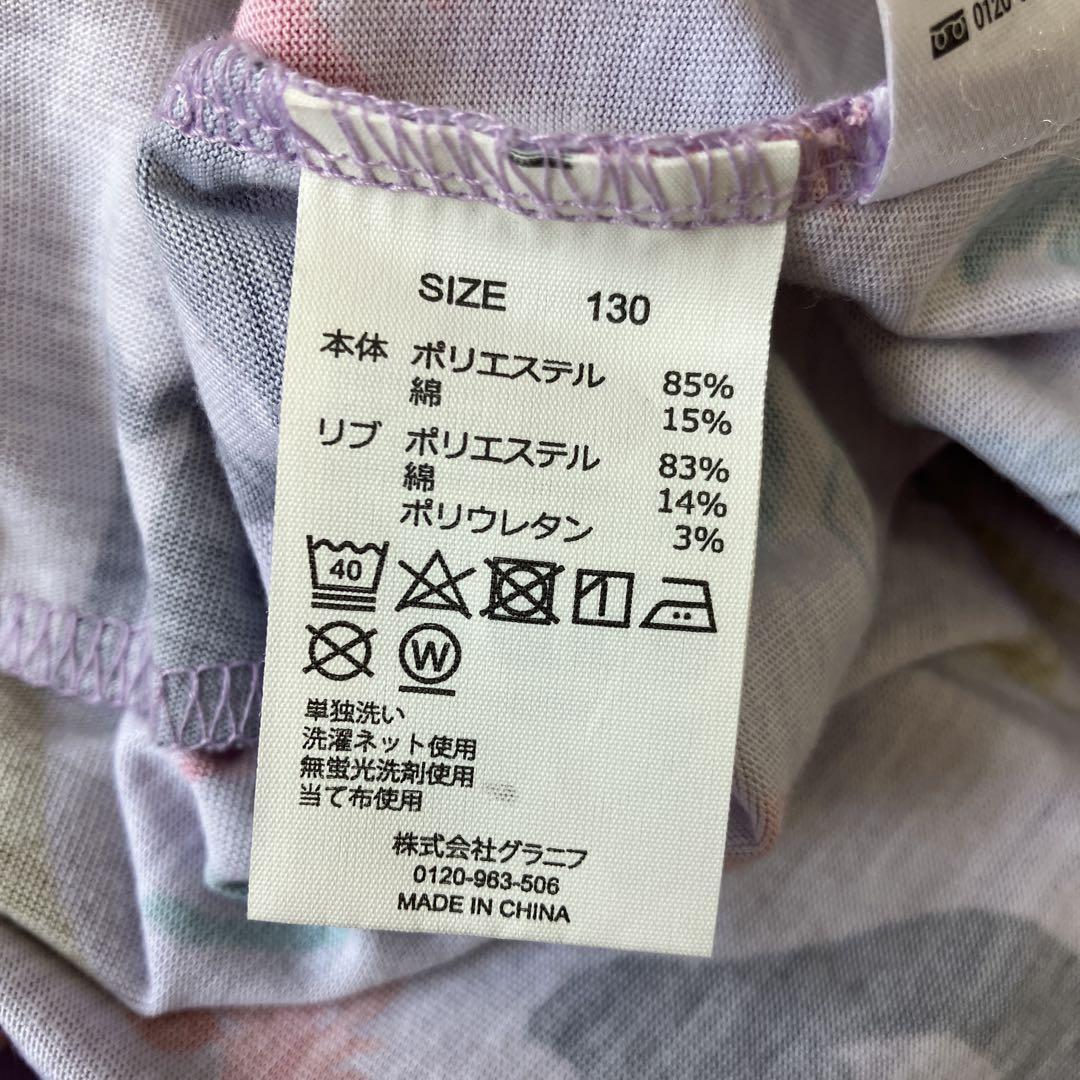 0120
SIZE 130
本体 ポリエステル 85%
綿 15%
リブ ポリエステル 83%
綿 14%
ポリウレタン 3%
40
W
単独洗い
洗濯ネット使用
無蛍光洗剤使用
当て布使用
株式会社グラニフ
0120-963-506
MADE IN CHINA